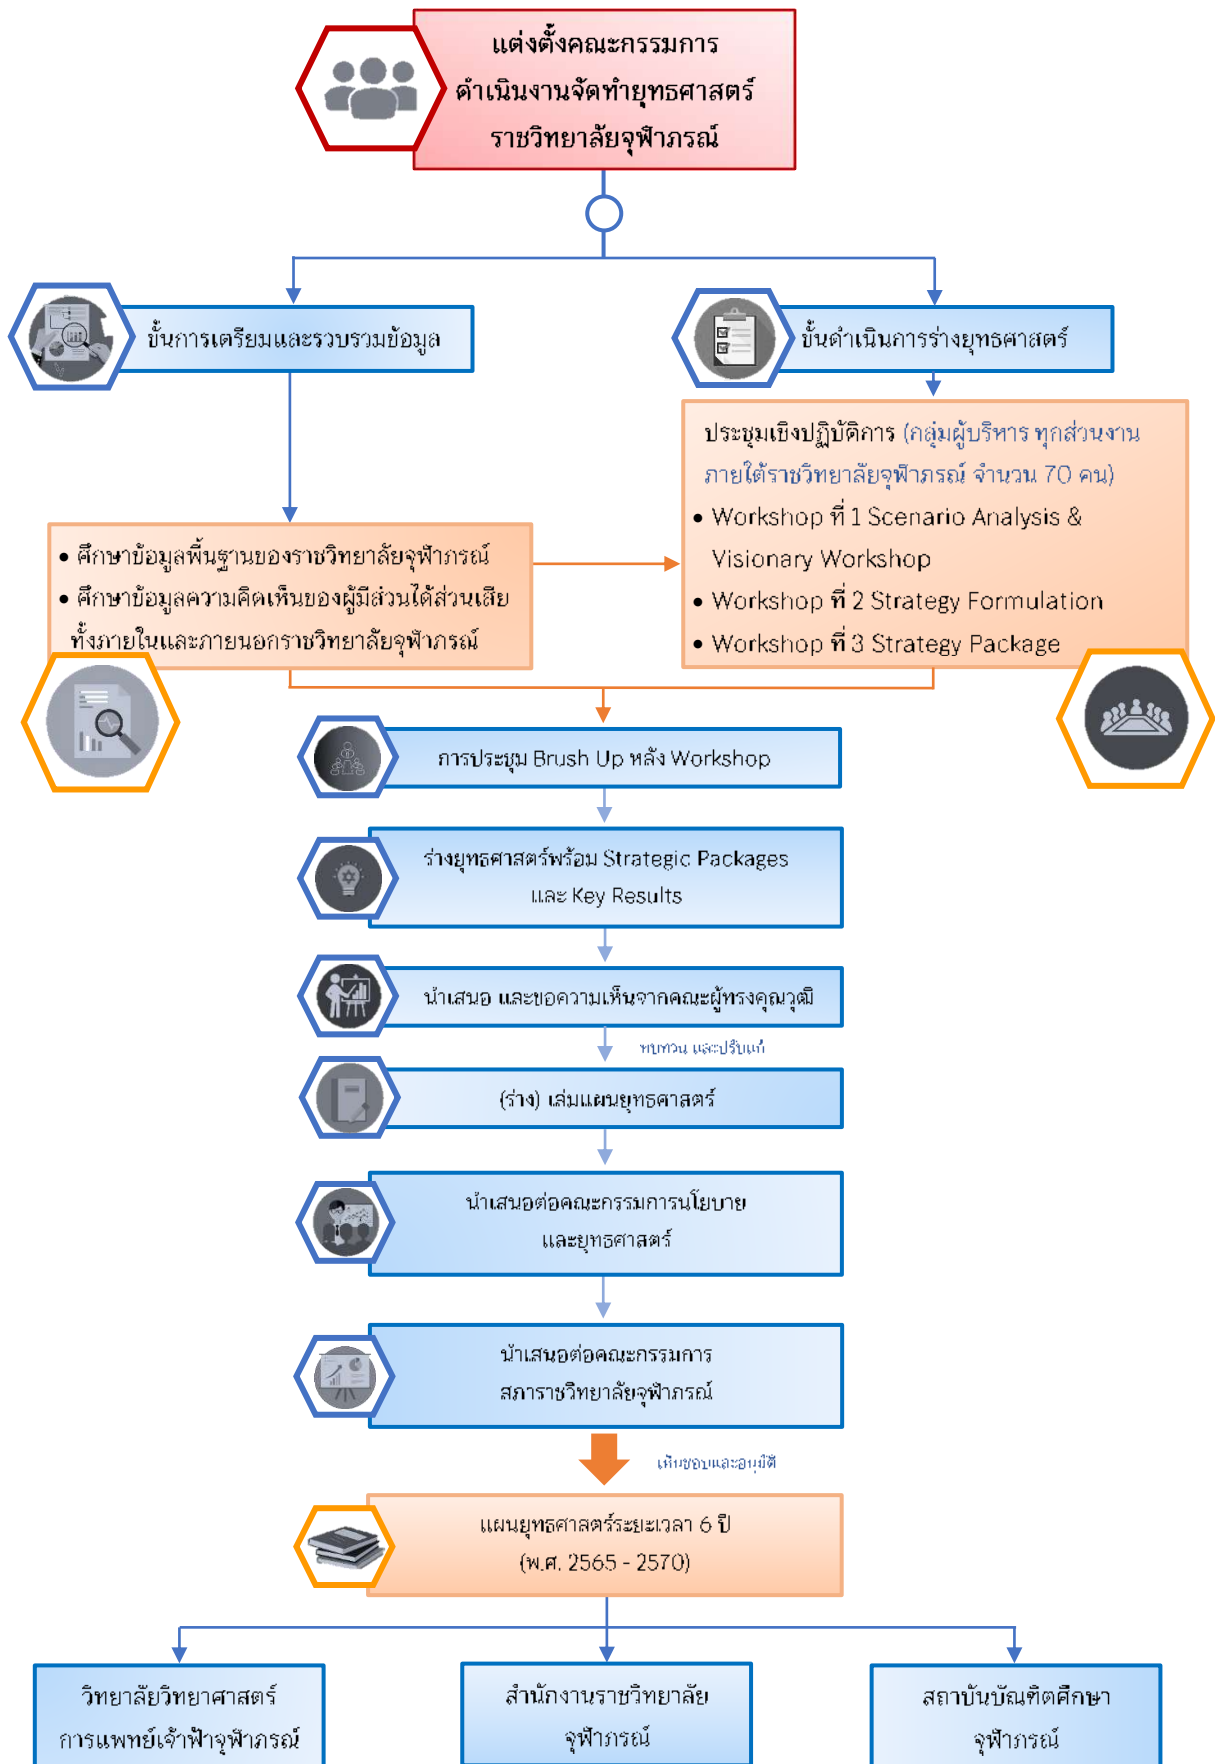 แต่งตั้งคณะกรรมการ
ดำเนินงานจัดทำยุทธศาสตร์
ราชวิทยาลัยจุฬาภรณ์
ขั้นการเตรียมและรวบรวมข้อมูล
ขั้นดำเนินการร่างยุทธศาสตร์
ประชุมเชิงปฏิบัติการ (กลุ่มผู้บริหาร ทุกส่วนงาน
ภายใต้ราชวิทยาลัยจุฬาภรณ์ จำนวน 70 คน)
• Workshop ที่ 1 Scenario Analysis &
Visionary Workshop
• Workshop ที่ 2 Strategy Formulation
• Workshop ที่ 3 Strategy Package
• ศึกษาข้อมูลพื้นฐานของราชวิทยาลัยจุฬาภรณ์
• ศึกษาข้อมูลความคิดเห็นของผู้มีส่วนได้ส่วนเสีย
ทั้งภายในและภายนอกราชวิทยาลัยจุฬาภรณ์
การประชุม Brush Up หลัง Workshop
ร่างยุทธศาสตร์พร้อม Strategic Packages
และ Key Results
นำเสนอ และขอความเห็นจากคณะผู้ทรงคุณวุฒิ
ทบทวน และปรับแก้
(ร่าง) เล่มแผนยุทธศาสตร์
นำเสนอต่อคณะกรรมการนโยบาย
และยุทธศาสตร์
นำเสนอต่อคณะกรรมการ
สภาราชวิทยาลัยจุฬาภรณ์
เห็นชอบและอนุมัติ
แผนยุทธศาสตร์ระยะเวลา 6 ปี
(พ.ศ. 2565 - 2570)
วิทยาลัยวิทยาศาสตร์
การแพทย์เจ้าฟ้าจุฬาภรณ์
สำนักงานราชวิทยาลัย
จุฬาภรณ์
สถาบันบัณฑิตศึกษา
จุฬาภรณ์